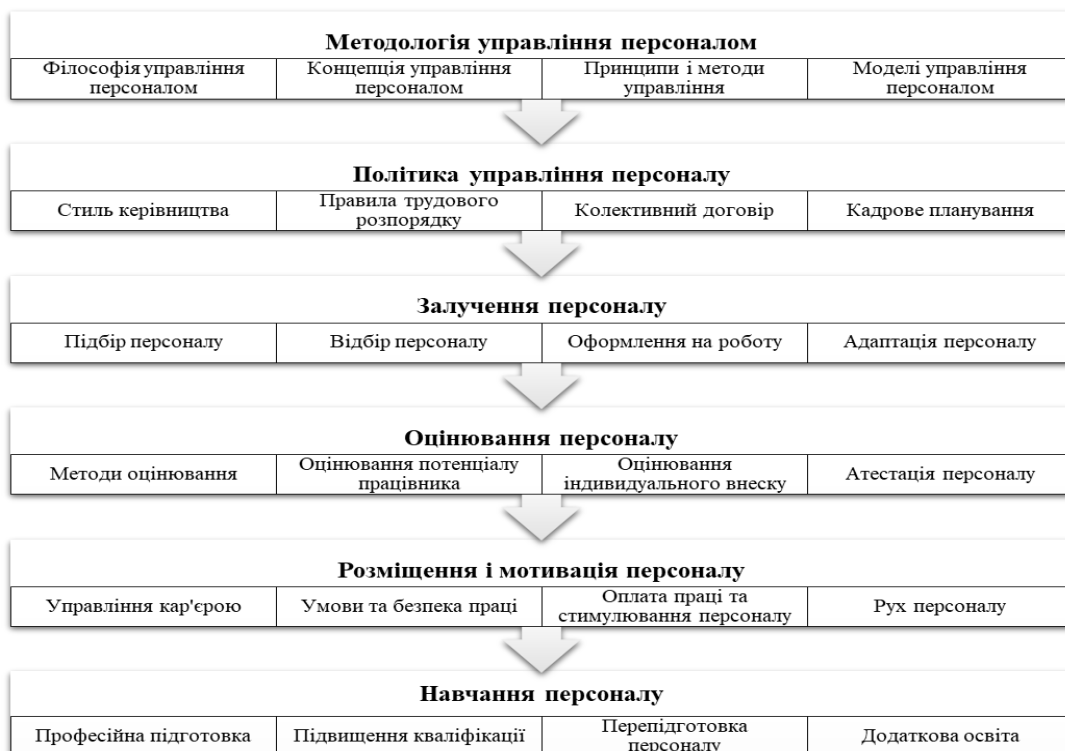 Методологія управління персоналом
Філософія управління
персоналом
Концепція управління
персоналом
Принципи і методи
управління
Моделі управління
персоналом
Політика управління персоналу
Стиль керівництва
Правила трудового
розпорядку
Колективний договір
Кадрове планування
Залучення персоналу
Підбір персоналу
Відбір персоналу
Оформлення на роботу
Адаптація персоналу
Оцінювання персоналу
Методи оцінювання
Оцінювання потенціалу
працівника
Оцінювання
індивидуального внеску
Атестація персоналу
Розміщення і мотивація персоналу
Управління кар'єрою
Умови та безпека праці
Оплата праці та
стимулювання персоналу
Рух персоналу
Навчання персоналу
Професійна підготовка
Підвищення кваліфікації
Перепідготовка
персоналу
Додаткова освіта